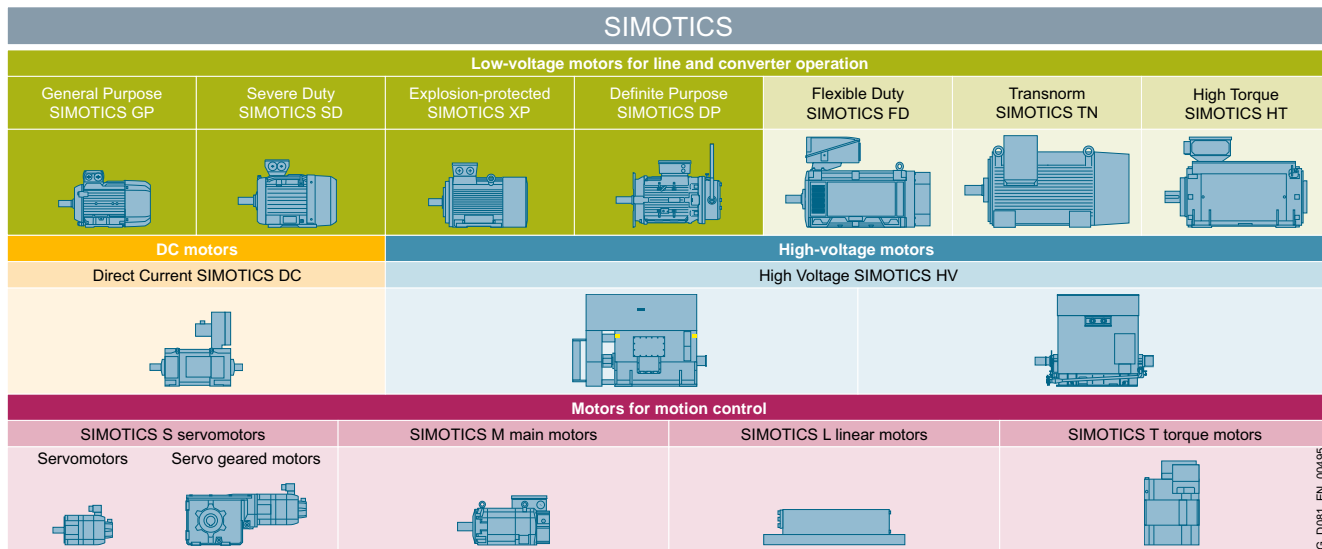 SIMOTICS
Low-voltage motors for line and converter operation
General Purpose
SIMOTICS GP
Severe Duty
SIMOTICS SD
Explosion-protected
SIMOTICS XP
Definite Purpose
SIMOTICS DP
Flexible Duty
SIMOTICS FD
Transnorm
SIMOTICS TN
High Torque
SIMOTICS HT
DC motors
High-voltage motors
Direct Current SIMOTICS DC
High Voltage SIMOTICS HV
Motors for motion control
SIMOTICS S servomotors
SIMOTICS M main motors
SIMOTICS L linear motors
SIMOTICS T torque motors
Servomotors
Servo geared motors
G_D081_EN_00495